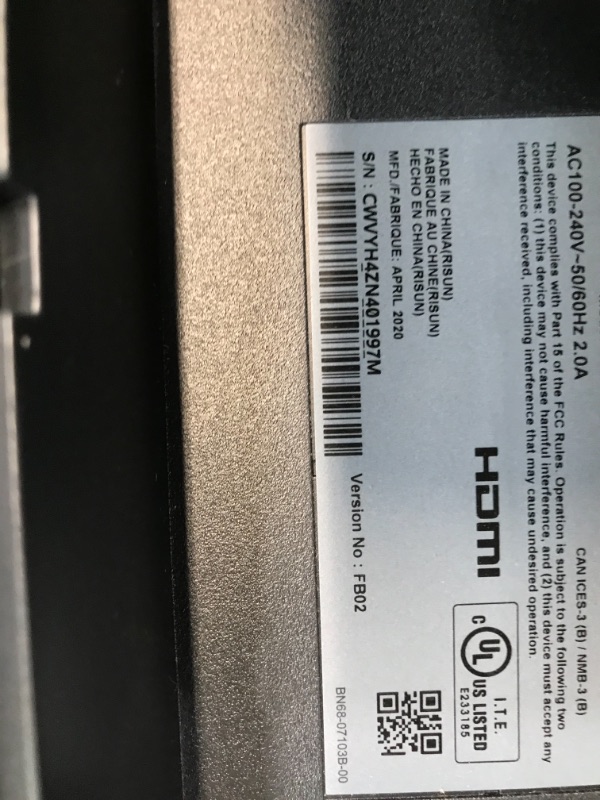 CAN ICES-3 (B) / NMB-3 (B)
AC100-240V~50/60Hz 2.0A
This device complies with Part 15 of the FCC Rules. Operation is subject to the following two
conditions: (1) this device may not cause harmful interference, and (2) this device must accept any
interference received, including interference that may cause undesired operation.
HDMI
C UL US LISTED
I.T.E.
E233185
MADE IN CHINA(RISUN)
FABRIQUE AU CHINE(RISUN)
HECHO EN CHINA(RISUN)
MFD./FABRIQUE: APRIL 2020
S/N : CWVYH4ZN401997M
Version No : FB02
BN68-07103B-00